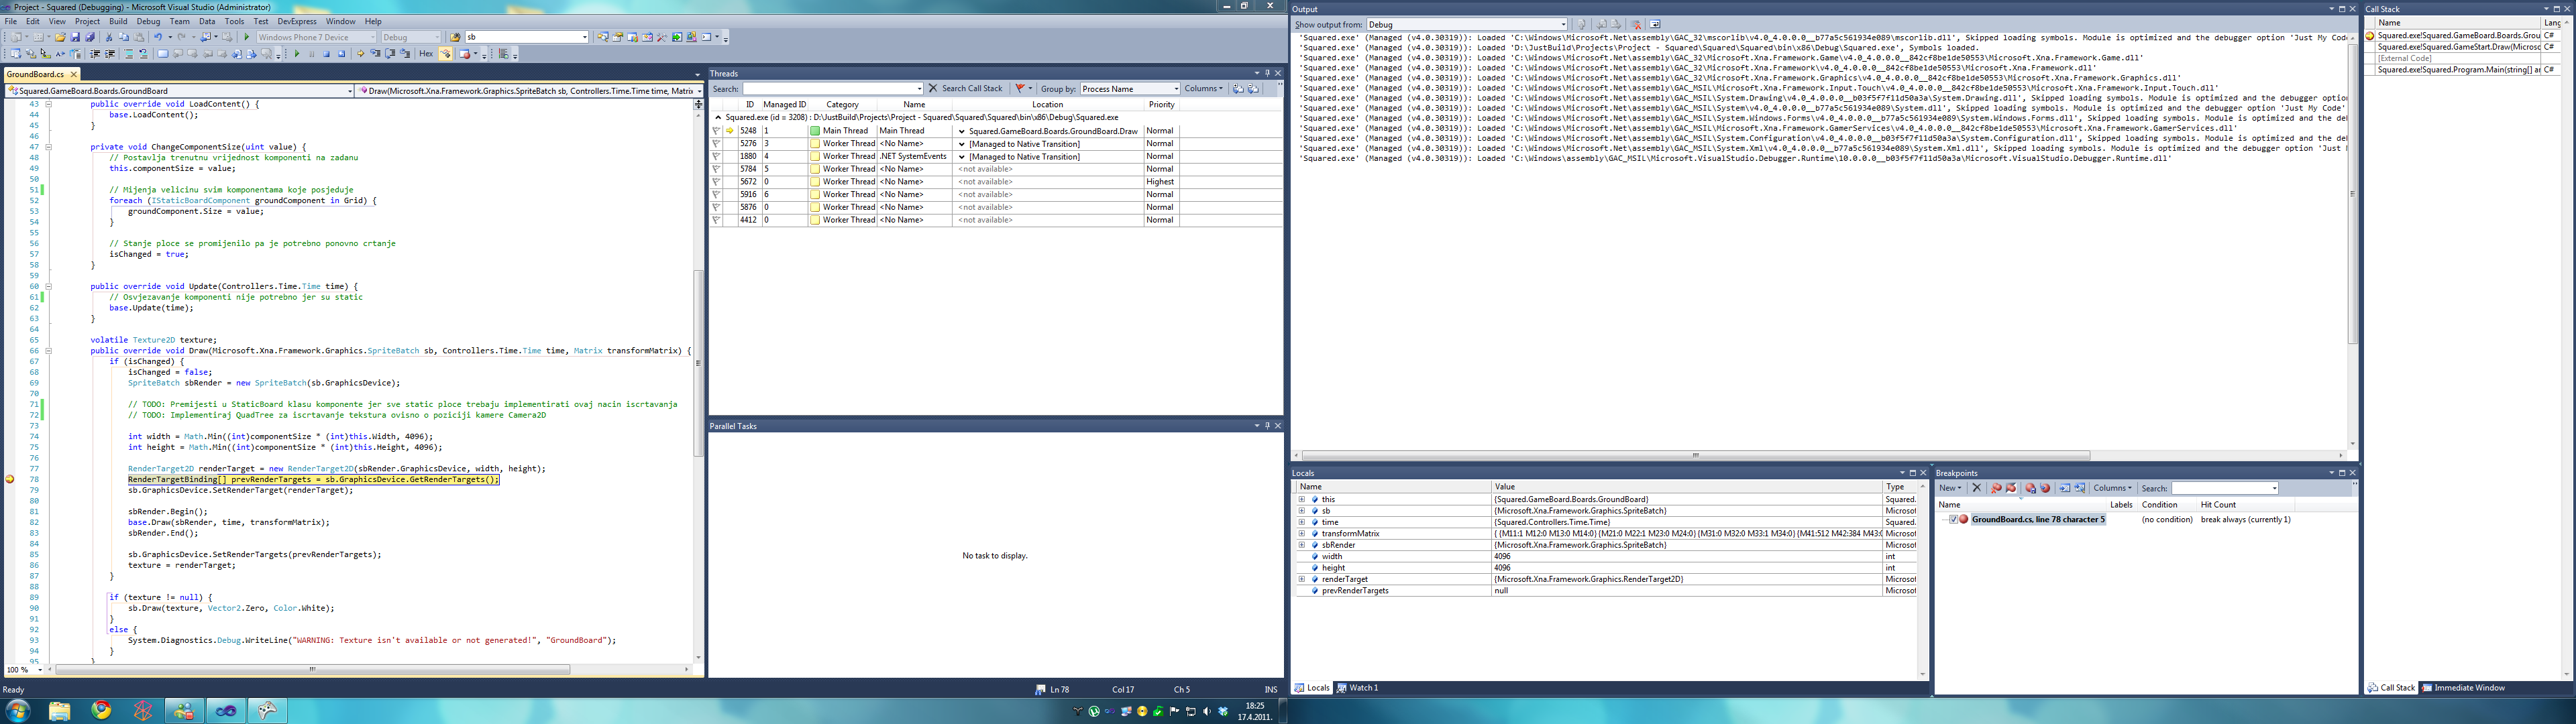 Project - Squared (Debugging) - Microsoft Visual Studio (Administrator)
File Edit View Project Build Debug Team Data Tools Test DevExpress Window Help
Windows Phone 7 Device Debug sb
Hex
GroundBoard.cs
Squared.GameBoard.Boards.GroundBoard
Draw(Microsoft.Xna.Framework.Graphics.SpriteBatch sb, Controllers.Time.Time time, Matrix
43 public override void LoadContent() {
44 base.LoadContent();
45 }
46
47 private void ChangeComponentSize(uint value) {
48 // Postavlja trenutnu vrijednost komponenti na zadanu
49 this.componentSize = value;
50
51 // Mijenja velicinu svim komponentama koje posjeduje
52 foreach (IStaticBoardComponent groundComponent in Grid) {
53 groundComponent.Size = value;
54 }
55
56 // Stanje ploce se promijenilo pa je potrebno ponovno crtanje
57 isChanged = true;
58 }
59
60 public override void Update(Controllers.Time.Time time) {
61 // Osvjezavanje komponenti nije potrebno jer su static
62 base.Update(time);
63 }
64
65 volatile Texture2D texture;
66 public override void Draw(Microsoft.Xna.Framework.Graphics.SpriteBatch sb, Controllers.Time.Time time, Matrix transformMatrix) {
67 if (isChanged) {
68 isChanged = false;
69 SpriteBatch sbRender = new SpriteBatch(sb.GraphicsDevice);
70
71 // TODO: Premijesti u StaticBoard klasu komponente jer sve static ploce trebaju implementirati ovaj nacin iscrtavanja
72 // TODO: Implementiraj QuadTree za iscrtavanje tekstura ovisno o poziciji kamere Camera2D
73
74 int width = Math.Min((int)componentSize * (int)this.Width, 4096);
75 int height = Math.Min((int)componentSize * (int)this.Height, 4096);
76
77 RenderTarget2D renderTarget = new RenderTarget2D(sbRender.GraphicsDevice, width, height);
78 RenderTargetBinding[] prevRenderTargets = sb.GraphicsDevice.GetRenderTargets();
79 sb.GraphicsDevice.SetRenderTarget(renderTarget);
80
81 sbRender.Begin();
82 base.Draw(sbRender, time, transformMatrix);
83 sbRender.End();
84
85 sb.GraphicsDevice.SetRenderTargets(prevRenderTargets);
86 texture = renderTarget;
87 }
88
89 if (texture != null) {
90 sb.Draw(texture, Vector2.Zero, Color.White);
91 }
92 else {
93 System.Diagnostics.Debug.WriteLine("WARNING: Texture isn't available or not generated!", "GroundBoard");
94 }
95 }
100 %
Ready Ln 78 Col 17 Ch 5 INS
Threads
Search: Search Call Stack Group by: Process Name Columns
ID Managed ID Category Name Location Priority
Squared.exe (id = 3208) : D:\JustBuild\Projects\Project - Squared\Squared\Squared\bin\x86\Debug\Squared.exe
5248 1 Main Thread Main Thread Squared.GameBoard.Boards.GroundBoard.Draw Normal
5276 3 Worker Thread <No Name> [Managed to Native Transition] Normal
1880 4 Worker Thread .NET SystemEvents [Managed to Native Transition] Normal
5784 5 Worker Thread <No Name> <not available> Normal
5672 0 Worker Thread <No Name> <not available> Highest
5916 6 Worker Thread <No Name> <not available> Normal
5876 0 Worker Thread <No Name> <not available> Normal
4412 0 Worker Thread <No Name> <not available> Normal
Parallel Tasks
No task to display.
18:25
17.4.2011.
Output
Show output from: Debug
'Squared.exe' (Managed (v4.0.30319)): Loaded 'C:\Windows\Microsoft.Net\assembly\GAC_32\mscorlib\v4.0_4.0.0.0__b77a5c561934e089\mscorlib.dll', Skipped loading symbols. Module is optimized and the debugger option 'Just My Code
'Squared.exe' (Managed (v4.0.30319)): Loaded 'D:\JustBuild\Projects\Project - Squared\Squared\Squared\bin\x86\Debug\Squared.exe', Symbols loaded.
'Squared.exe' (Managed (v4.0.30319)): Loaded 'C:\Windows\Microsoft.Net\assembly\GAC_32\Microsoft.Xna.Framework.Game\v4.0_4.0.0.0__842cf8be1de50553\Microsoft.Xna.Framework.Game.dll'
'Squared.exe' (Managed (v4.0.30319)): Loaded 'C:\Windows\Microsoft.Net\assembly\GAC_32\Microsoft.Xna.Framework\v4.0_4.0.0.0__842cf8be1de50553\Microsoft.Xna.Framework.dll'
'Squared.exe' (Managed (v4.0.30319)): Loaded 'C:\Windows\Microsoft.Net\assembly\GAC_32\Microsoft.Xna.Framework.Graphics\v4.0_4.0.0.0__842cf8be1de50553\Microsoft.Xna.Framework.Graphics.dll'
'Squared.exe' (Managed (v4.0.30319)): Loaded 'C:\Windows\Microsoft.Net\assembly\GAC_MSIL\Microsoft.Xna.Framework.Input.Touch\v4.0_4.0.0.0__842cf8be1de50553\Microsoft.Xna.Framework.Input.Touch.dll'
'Squared.exe' (Managed (v4.0.30319)): Loaded 'C:\Windows\Microsoft.Net\assembly\GAC_MSIL\System.Drawing\v4.0_4.0.0.0__b03f5f7f11d50a3a\System.Drawing.dll', Skipped loading symbols. Module is optimized and the debugger option
'Squared.exe' (Managed (v4.0.30319)): Loaded 'C:\Windows\Microsoft.Net\assembly\GAC_MSIL\System\v4.0_4.0.0.0__b77a5c561934e089\System.dll', Skipped loading symbols. Module is optimized and the debugger option 'Just My Code'
'Squared.exe' (Managed (v4.0.30319)): Loaded 'C:\Windows\Microsoft.Net\assembly\GAC_MSIL\System.Windows.Forms\v4.0_4.0.0.0__b77a5c561934e089\System.Windows.Forms.dll', Skipped loading symbols. Module is optimized and the de
'Squared.exe' (Managed (v4.0.30319)): Loaded 'C:\Windows\Microsoft.Net\assembly\GAC_MSIL\Microsoft.Xna.Framework.GamerServices\v4.0_4.0.0.0__842cf8be1de50553\Microsoft.Xna.Framework.GamerServices.dll'
'Squared.exe' (Managed (v4.0.30319)): Loaded 'C:\Windows\Microsoft.Net\assembly\GAC_MSIL\System.Configuration\v4.0_4.0.0.0__b03f5f7f11d50a3a\System.Configuration.dll', Skipped loading symbols. Module is optimized and the deb
'Squared.exe' (Managed (v4.0.30319)): Loaded 'C:\Windows\Microsoft.Net\assembly\GAC_MSIL\System.Xml\v4.0_4.0.0.0__b77a5c561934e089\System.Xml.dll', Skipped loading symbols. Module is optimized and the debugger option 'Just
'Squared.exe' (Managed (v4.0.30319)): Loaded 'C:\Windows\assembly\GAC_MSIL\Microsoft.VisualStudio.Debugger.Runtime\10.0.0.0__b03f5f7f11d50a3a\Microsoft.VisualStudio.Debugger.Runtime.dll'
Locals
Name Value Type
this {Squared.GameBoard.Boards.GroundBoard} Squared.
sb {Microsoft.Xna.Framework.Graphics.SpriteBatch} Microsof
time {Squared.Controllers.Time.Time} Squared.
transformMatrix { {M11:1 M12:0 M13:0 M14:0} {M21:0 M22:1 M23:0 M24:0} {M31:0 M32:0 M33:1 M34:0} {M41:512 M42:384 M43:0 Microsof
sbRender {Microsoft.Xna.Framework.Graphics.SpriteBatch} Microsof
width 4096 int
height 4096 int
renderTarget {Microsoft.Xna.Framework.Graphics.RenderTarget2D} Microsof
prevRenderTargets null Microsof
Locals Watch 1
Breakpoints
New Columns Search:
Name Labels Condition Hit Count
GroundBoard.cs, line 78 character 5 (no condition) break always (currently 1)
Call Stack
Name Lang
Squared.exe!Squared.GameBoard.Boards.Grou C#
Squared.exe!Squared.GameStart.Draw(Microso C#
[External Code]
Squared.exe!Squared.Program.Main(string[] ar C#
Call Stack Immediate Window